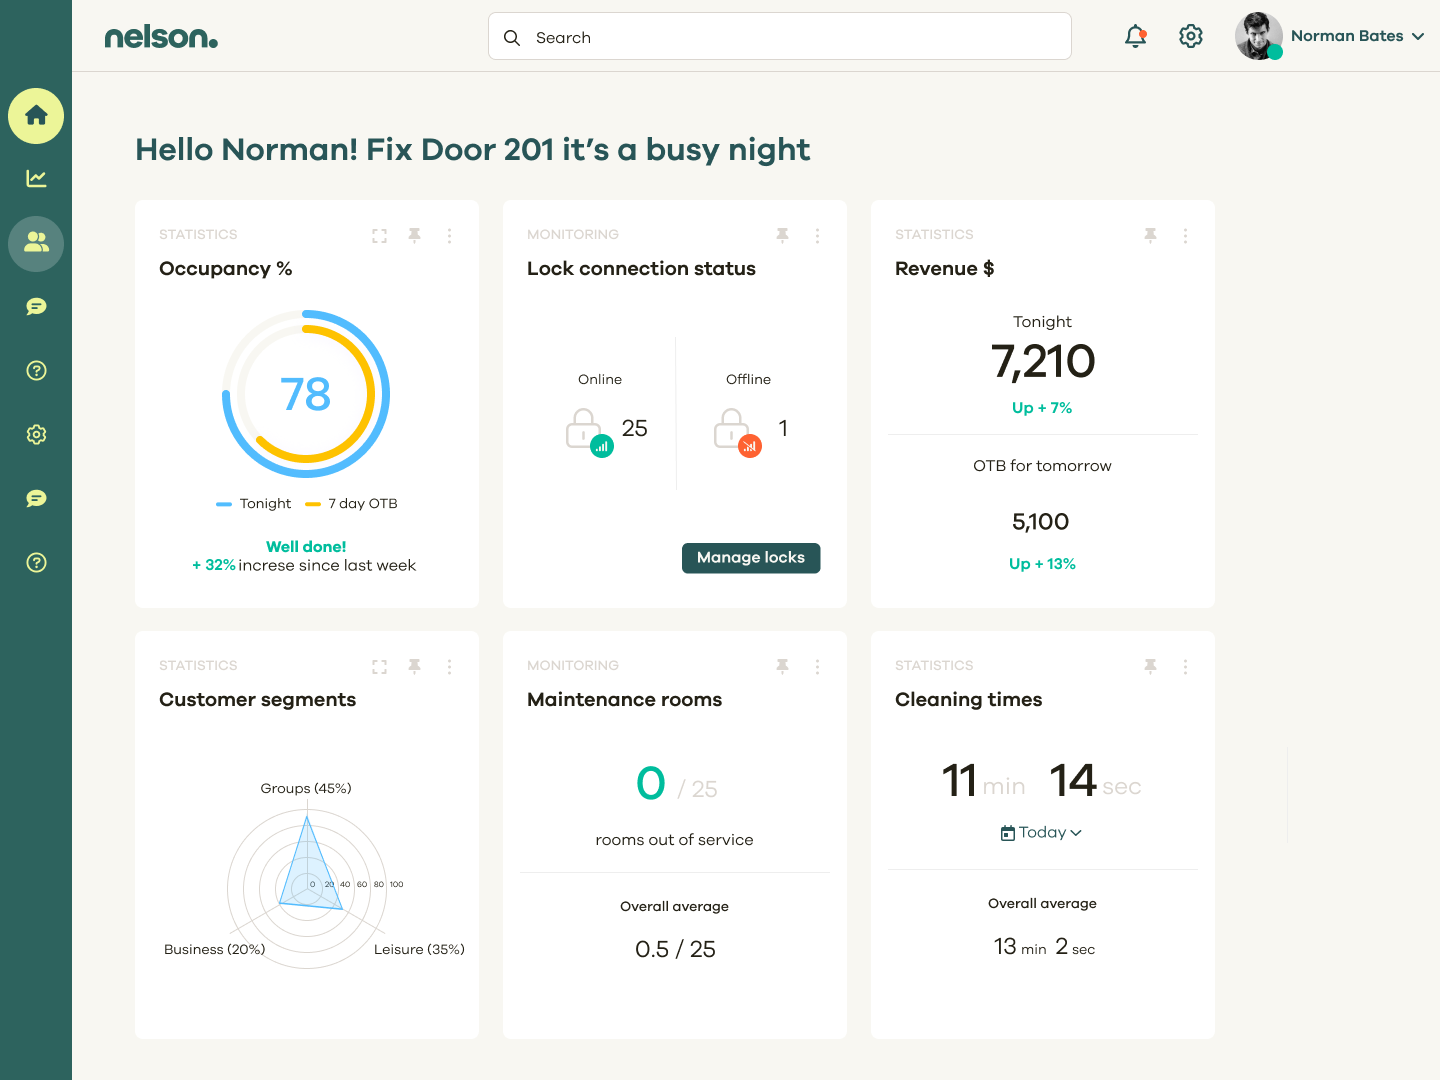 nelson.
Search
Norman Bates
Hello Norman! Fix Door 201 it’s a busy night
STATISTICS
Occupancy %
78
Tonight
7 day OTB
Well done!
+ 32% increse since last week
MONITORING
Lock connection status
Online
25
Offline
1
Manage locks
STATISTICS
Revenue $
Tonight
7,210
Up + 7%
OTB for tomorrow
5,100
Up + 13%
STATISTICS
Customer segments
Groups (45%)
0 20 40 60 80 100
Business (20%)
Leisure (35%)
MONITORING
Maintenance rooms
0 / 25
rooms out of service
Overall average
0.5 / 25
STATISTICS
Cleaning times
11 min 14 sec
Today
Overall average
13 min 2 sec